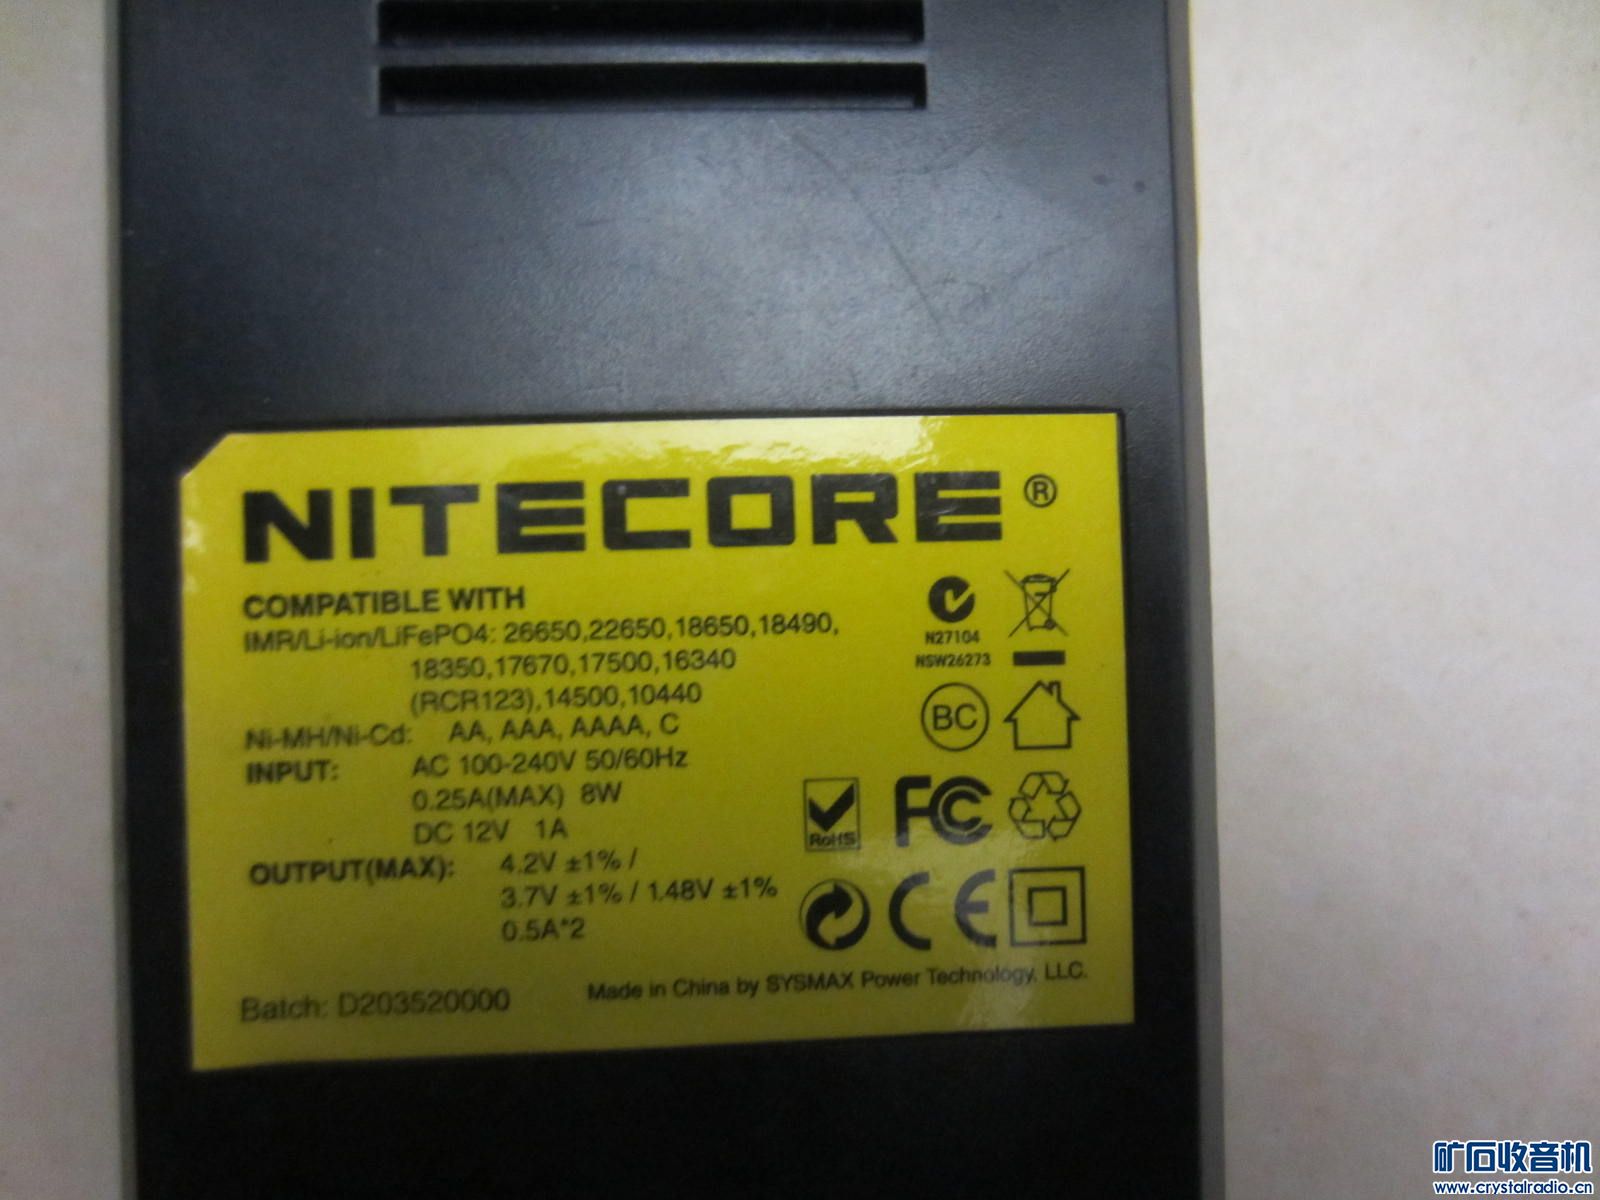 NITECORE®
COMPATIBLE WITH
IMR/Li-ion/LiFePO4: 26650,22650,18650,18490,
18350,17670,17500,16340
(RCR123),14500,10440
Ni-MH/Ni-Cd: AA, AAA, AAAA, C
INPUT: AC 100-240V 50/60Hz
0.25A(MAX) 8W
DC 12V 1A
OUTPUT(MAX): 4.2V ±1% /
3.7V ±1% / 1.48V ±1%
0.5A*2
N27104
NSW26273
BC
RoHS
FC
CE
Batch: D203520000
Made in China by SYSMAX Power Technology, LLC.
矿石收音机
www.crystalradio.cn